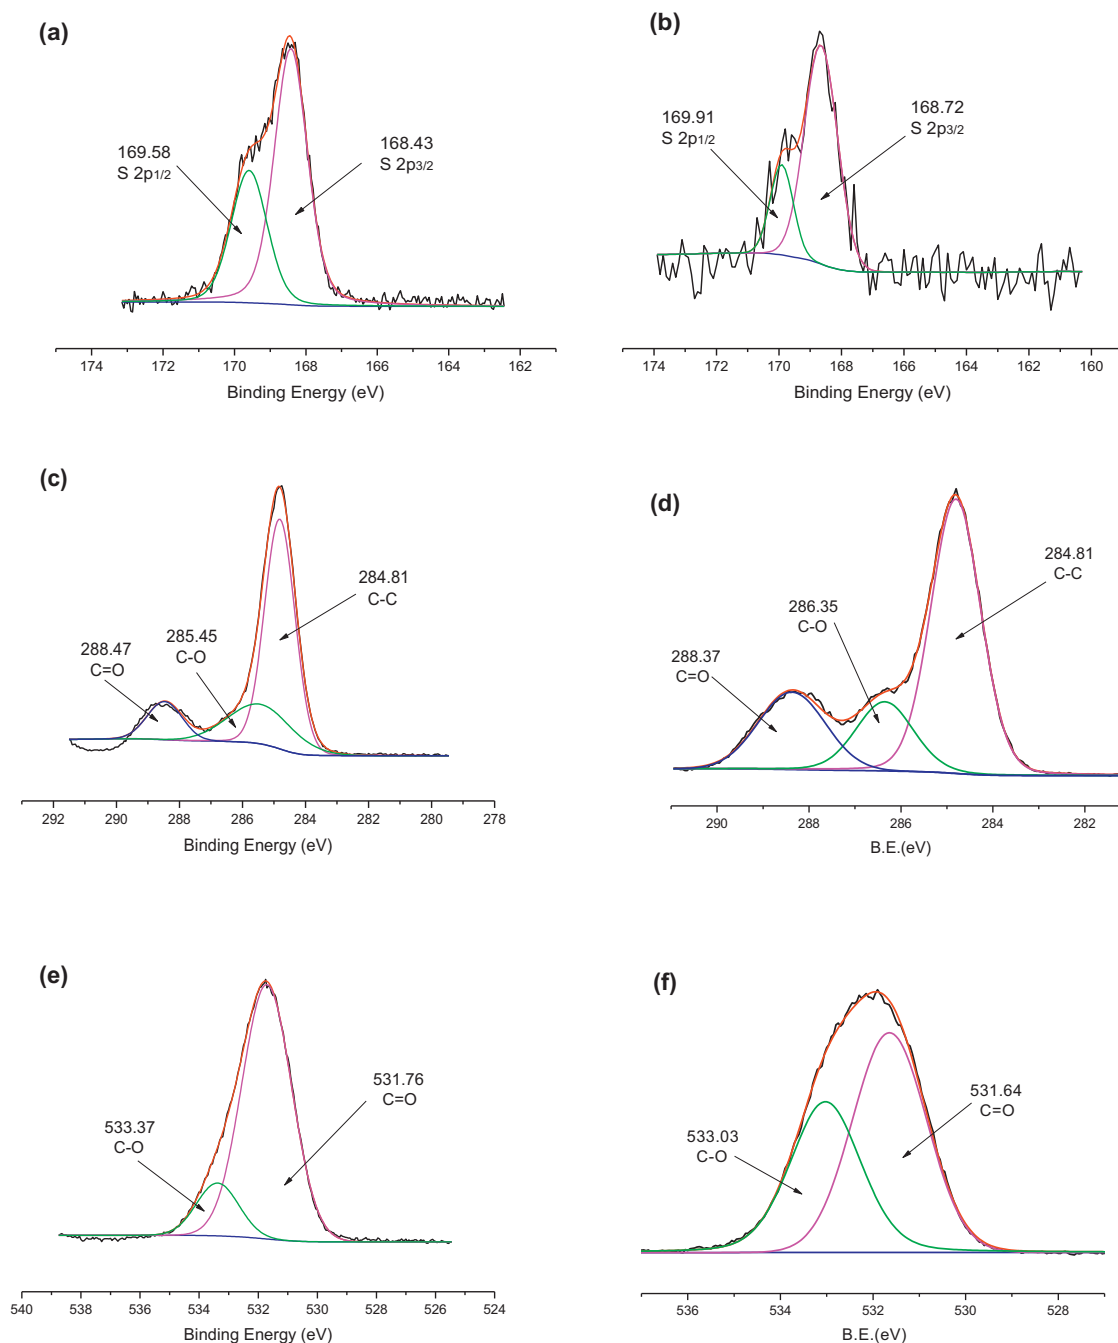 (a)
169.58
S 2p1/2
168.43
S 2p3/2
174 172 170 168 166 164 162
Binding Energy (eV)
(b)
169.91
S 2p1/2
168.72
S 2p3/2
174 172 170 168 166 164 162 160
Binding Energy (eV)
(c)
288.47
C=O
285.45
C-O
284.81
C-C
292 290 288 286 284 282 280 278
Binding Energy (eV)
(d)
288.37
C=O
286.35
C-O
284.81
C-C
290 288 286 284 282
B.E.(eV)
(e)
533.37
C-O
531.76
C=O
540 538 536 534 532 530 528 526 524
Binding Energy (eV)
(f)
533.03
C-O
531.64
C=O
536 534 532 530 528
B.E.(eV)